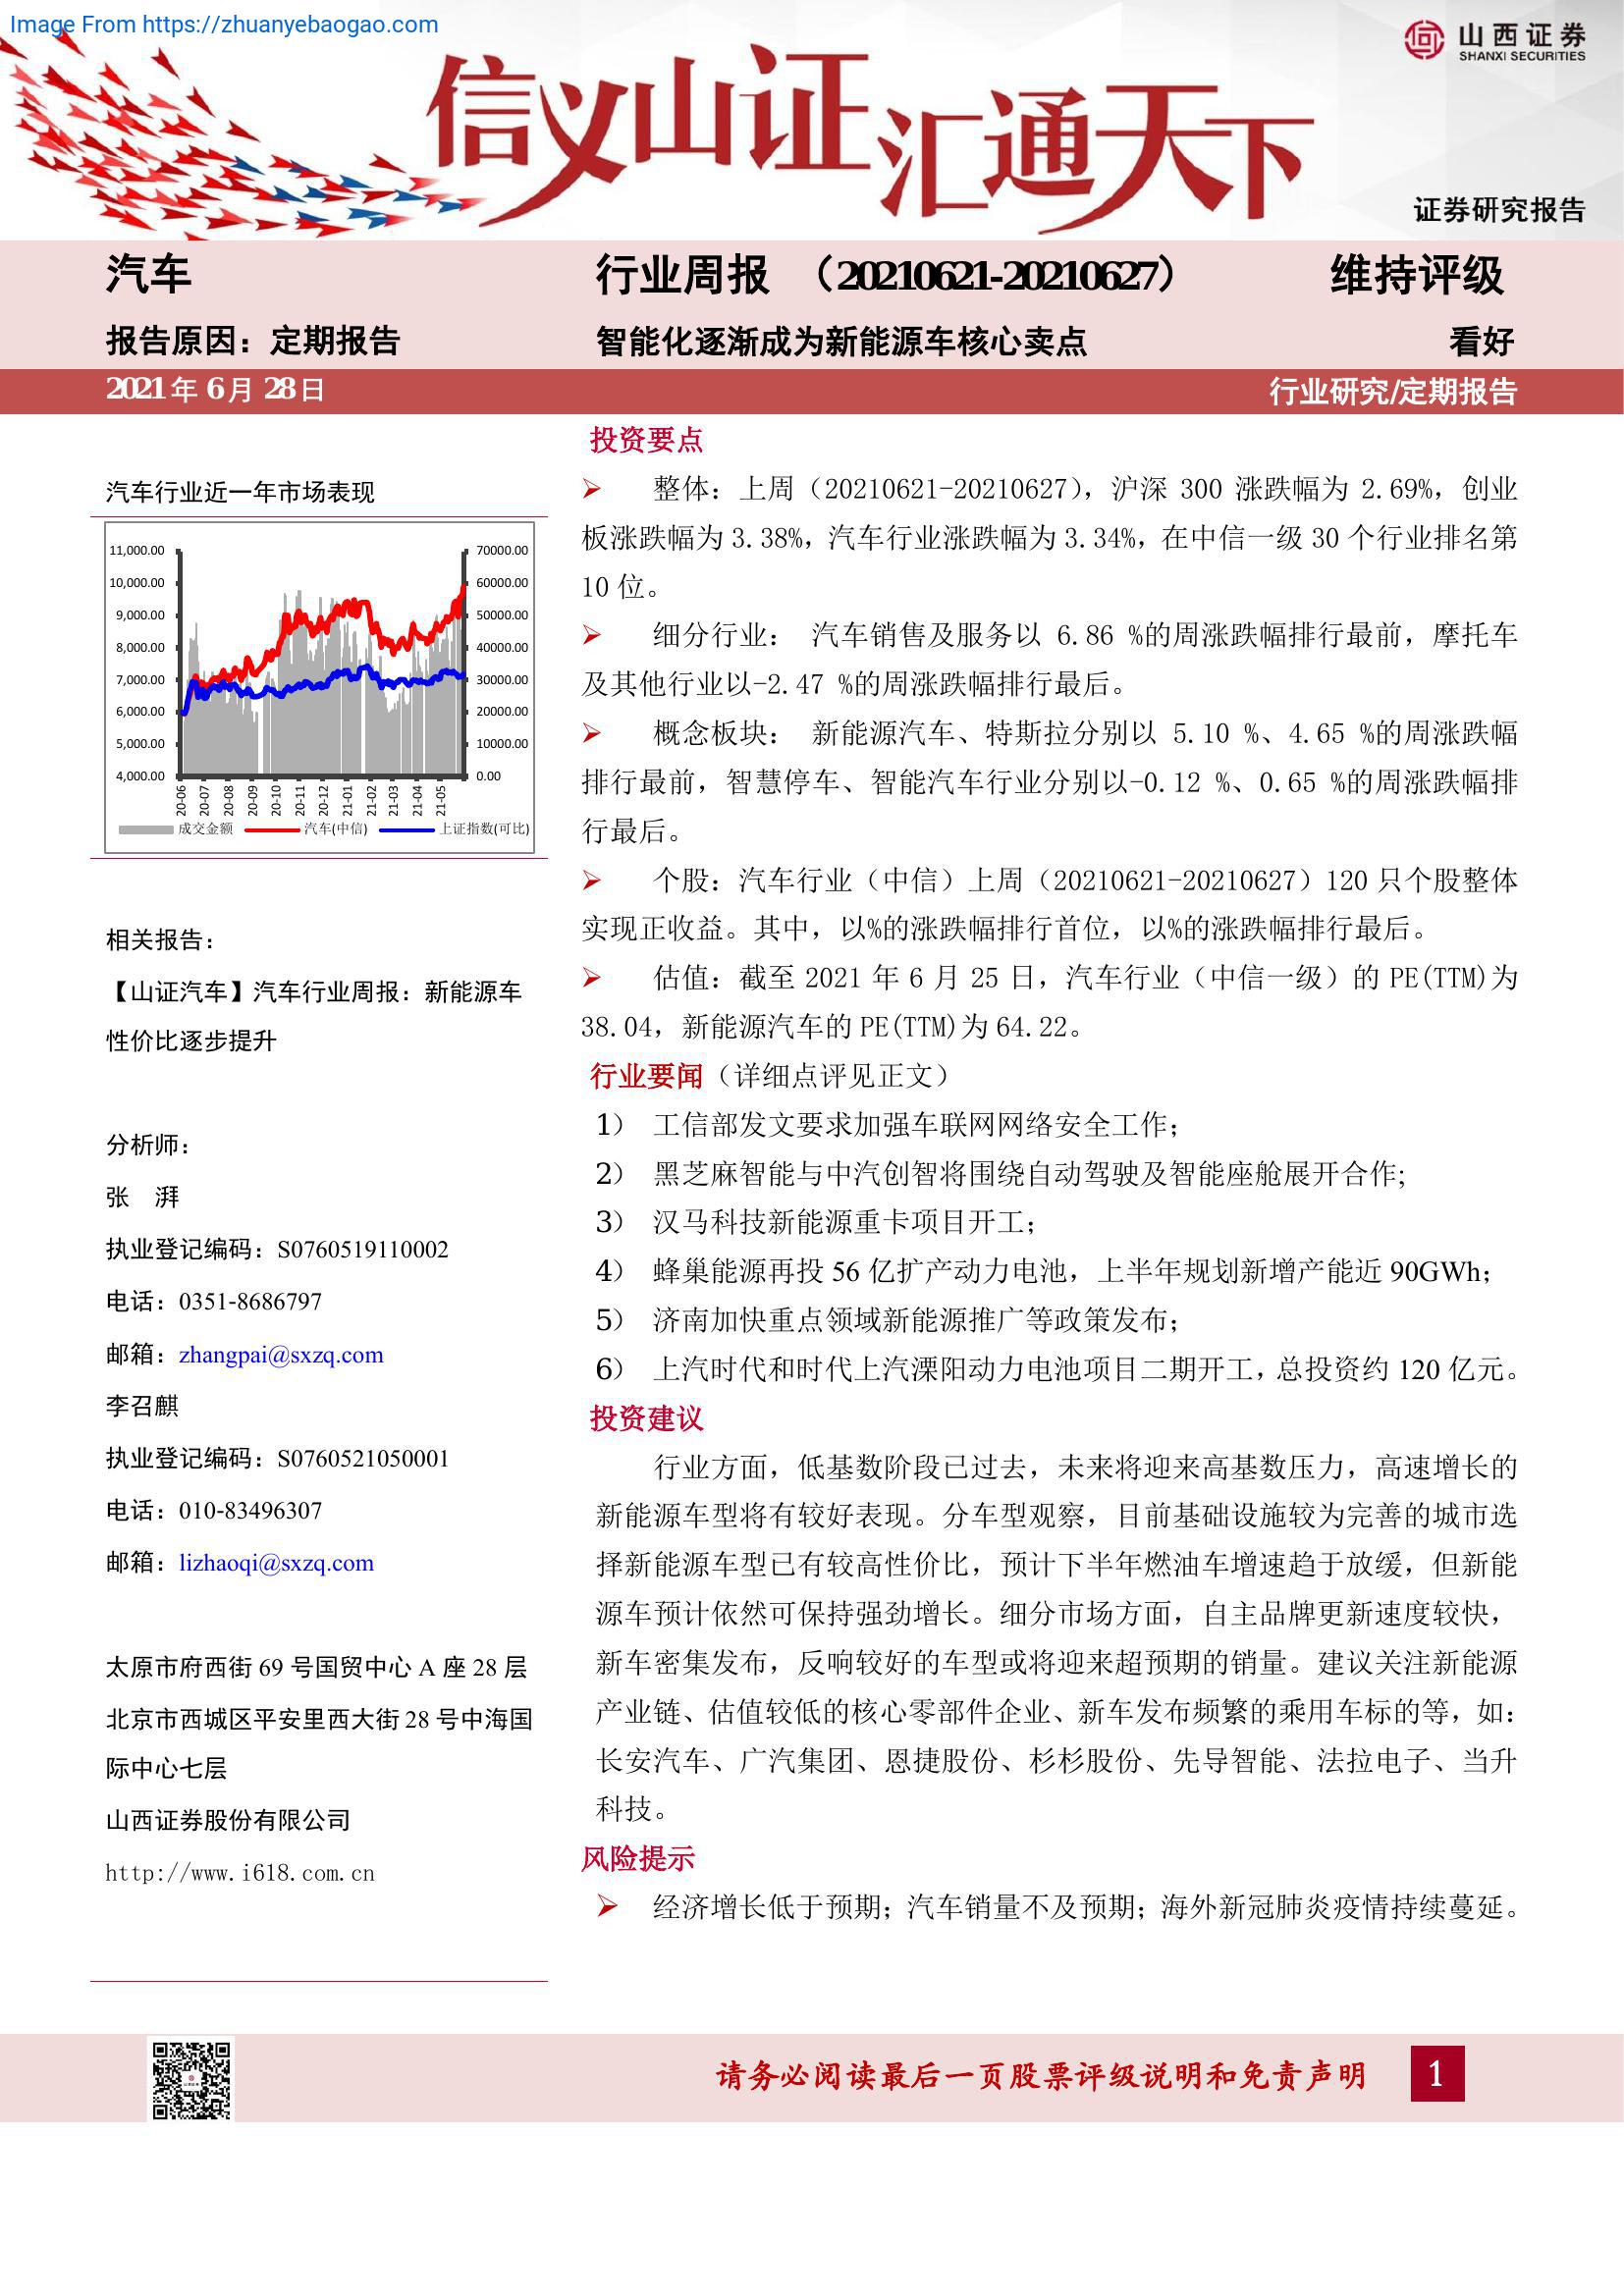 Image From https://zhuanyebaogao.com
信义山证汇通天下
山西证券
SHANXI SECURITIES
证券研究报告
汽车
行业周报 （20210621-20210627）
维持评级
报告原因：定期报告
智能化逐渐成为新能源车核心卖点
看好
2021 年 6 月 28 日
行业研究/定期报告
汽车行业近一年市场表现
11,000.00
10,000.00
9,000.00
8,000.00
7,000.00
6,000.00
5,000.00
4,000.00
70000.00
60000.00
50000.00
40000.00
30000.00
20000.00
10000.00
0.00
20-06
20-07
20-08
20-09
20-10
20-11
20-12
21-01
21-02
21-03
21-04
21-05
成交金额 汽车(中信) 上证指数(可比)
相关报告：
【山证汽车】汽车行业周报：新能源车
性价比逐步提升
分析师：
张 湃
执业登记编码：S0760519110002
电话：0351-8686797
邮箱：zhangpai@sxzq.com
李召麒
执业登记编码：S0760521050001
电话：010-83496307
邮箱：lizhaoqi@sxzq.com
太原市府西街 69 号国贸中心 A 座 28 层
北京市西城区平安里西大街 28 号中海国
际中心七层
山西证券股份有限公司
http://www.i618.com.cn
投资要点
整体：上周（20210621-20210627），沪深 300 涨跌幅为 2.69%，创业
板涨跌幅为 3.38%，汽车行业涨跌幅为 3.34%，在中信一级 30 个行业排名第
10 位。
细分行业： 汽车销售及服务以 6.86 %的周涨跌幅排行最前，摩托车
及其他行业以-2.47 %的周涨跌幅排行最后。
概念板块： 新能源汽车、特斯拉分别以 5.10 %、4.65 %的周涨跌幅
排行最前，智慧停车、智能汽车行业分别以-0.12 %、0.65 %的周涨跌幅排
行最后。
个股：汽车行业（中信）上周（20210621-20210627）120 只个股整体
实现正收益。其中，以%的涨跌幅排行首位，以%的涨跌幅排行最后。
估值：截至 2021 年 6 月 25 日，汽车行业（中信一级）的 PE(TTM)为
38.04，新能源汽车的 PE(TTM)为 64.22。
行业要闻（详细点评见正文）
1） 工信部发文要求加强车联网网络安全工作；
2） 黑芝麻智能与中汽创智将围绕自动驾驶及智能座舱展开合作;
3） 汉马科技新能源重卡项目开工；
4） 蜂巢能源再投 56 亿扩产动力电池，上半年规划新增产能近 90GWh；
5） 济南加快重点领域新能源推广等政策发布；
6） 上汽时代和时代上汽溧阳动力电池项目二期开工，总投资约 120 亿元。
投资建议
行业方面，低基数阶段已过去，未来将迎来高基数压力，高速增长的
新能源车型将有较好表现。分车型观察，目前基础设施较为完善的城市选
择新能源车型已有较高性价比，预计下半年燃油车增速趋于放缓，但新能
源车预计依然可保持强劲增长。细分市场方面，自主品牌更新速度较快，
新车密集发布，反响较好的车型或将迎来超预期的销量。建议关注新能源
产业链、估值较低的核心零部件企业、新车发布频繁的乘用车标的等，如：
长安汽车、广汽集团、恩捷股份、杉杉股份、先导智能、法拉电子、当升
科技。
风险提示
经济增长低于预期；汽车销量不及预期；海外新冠肺炎疫情持续蔓延。
请务必阅读最后一页股票评级说明和免责声明
1